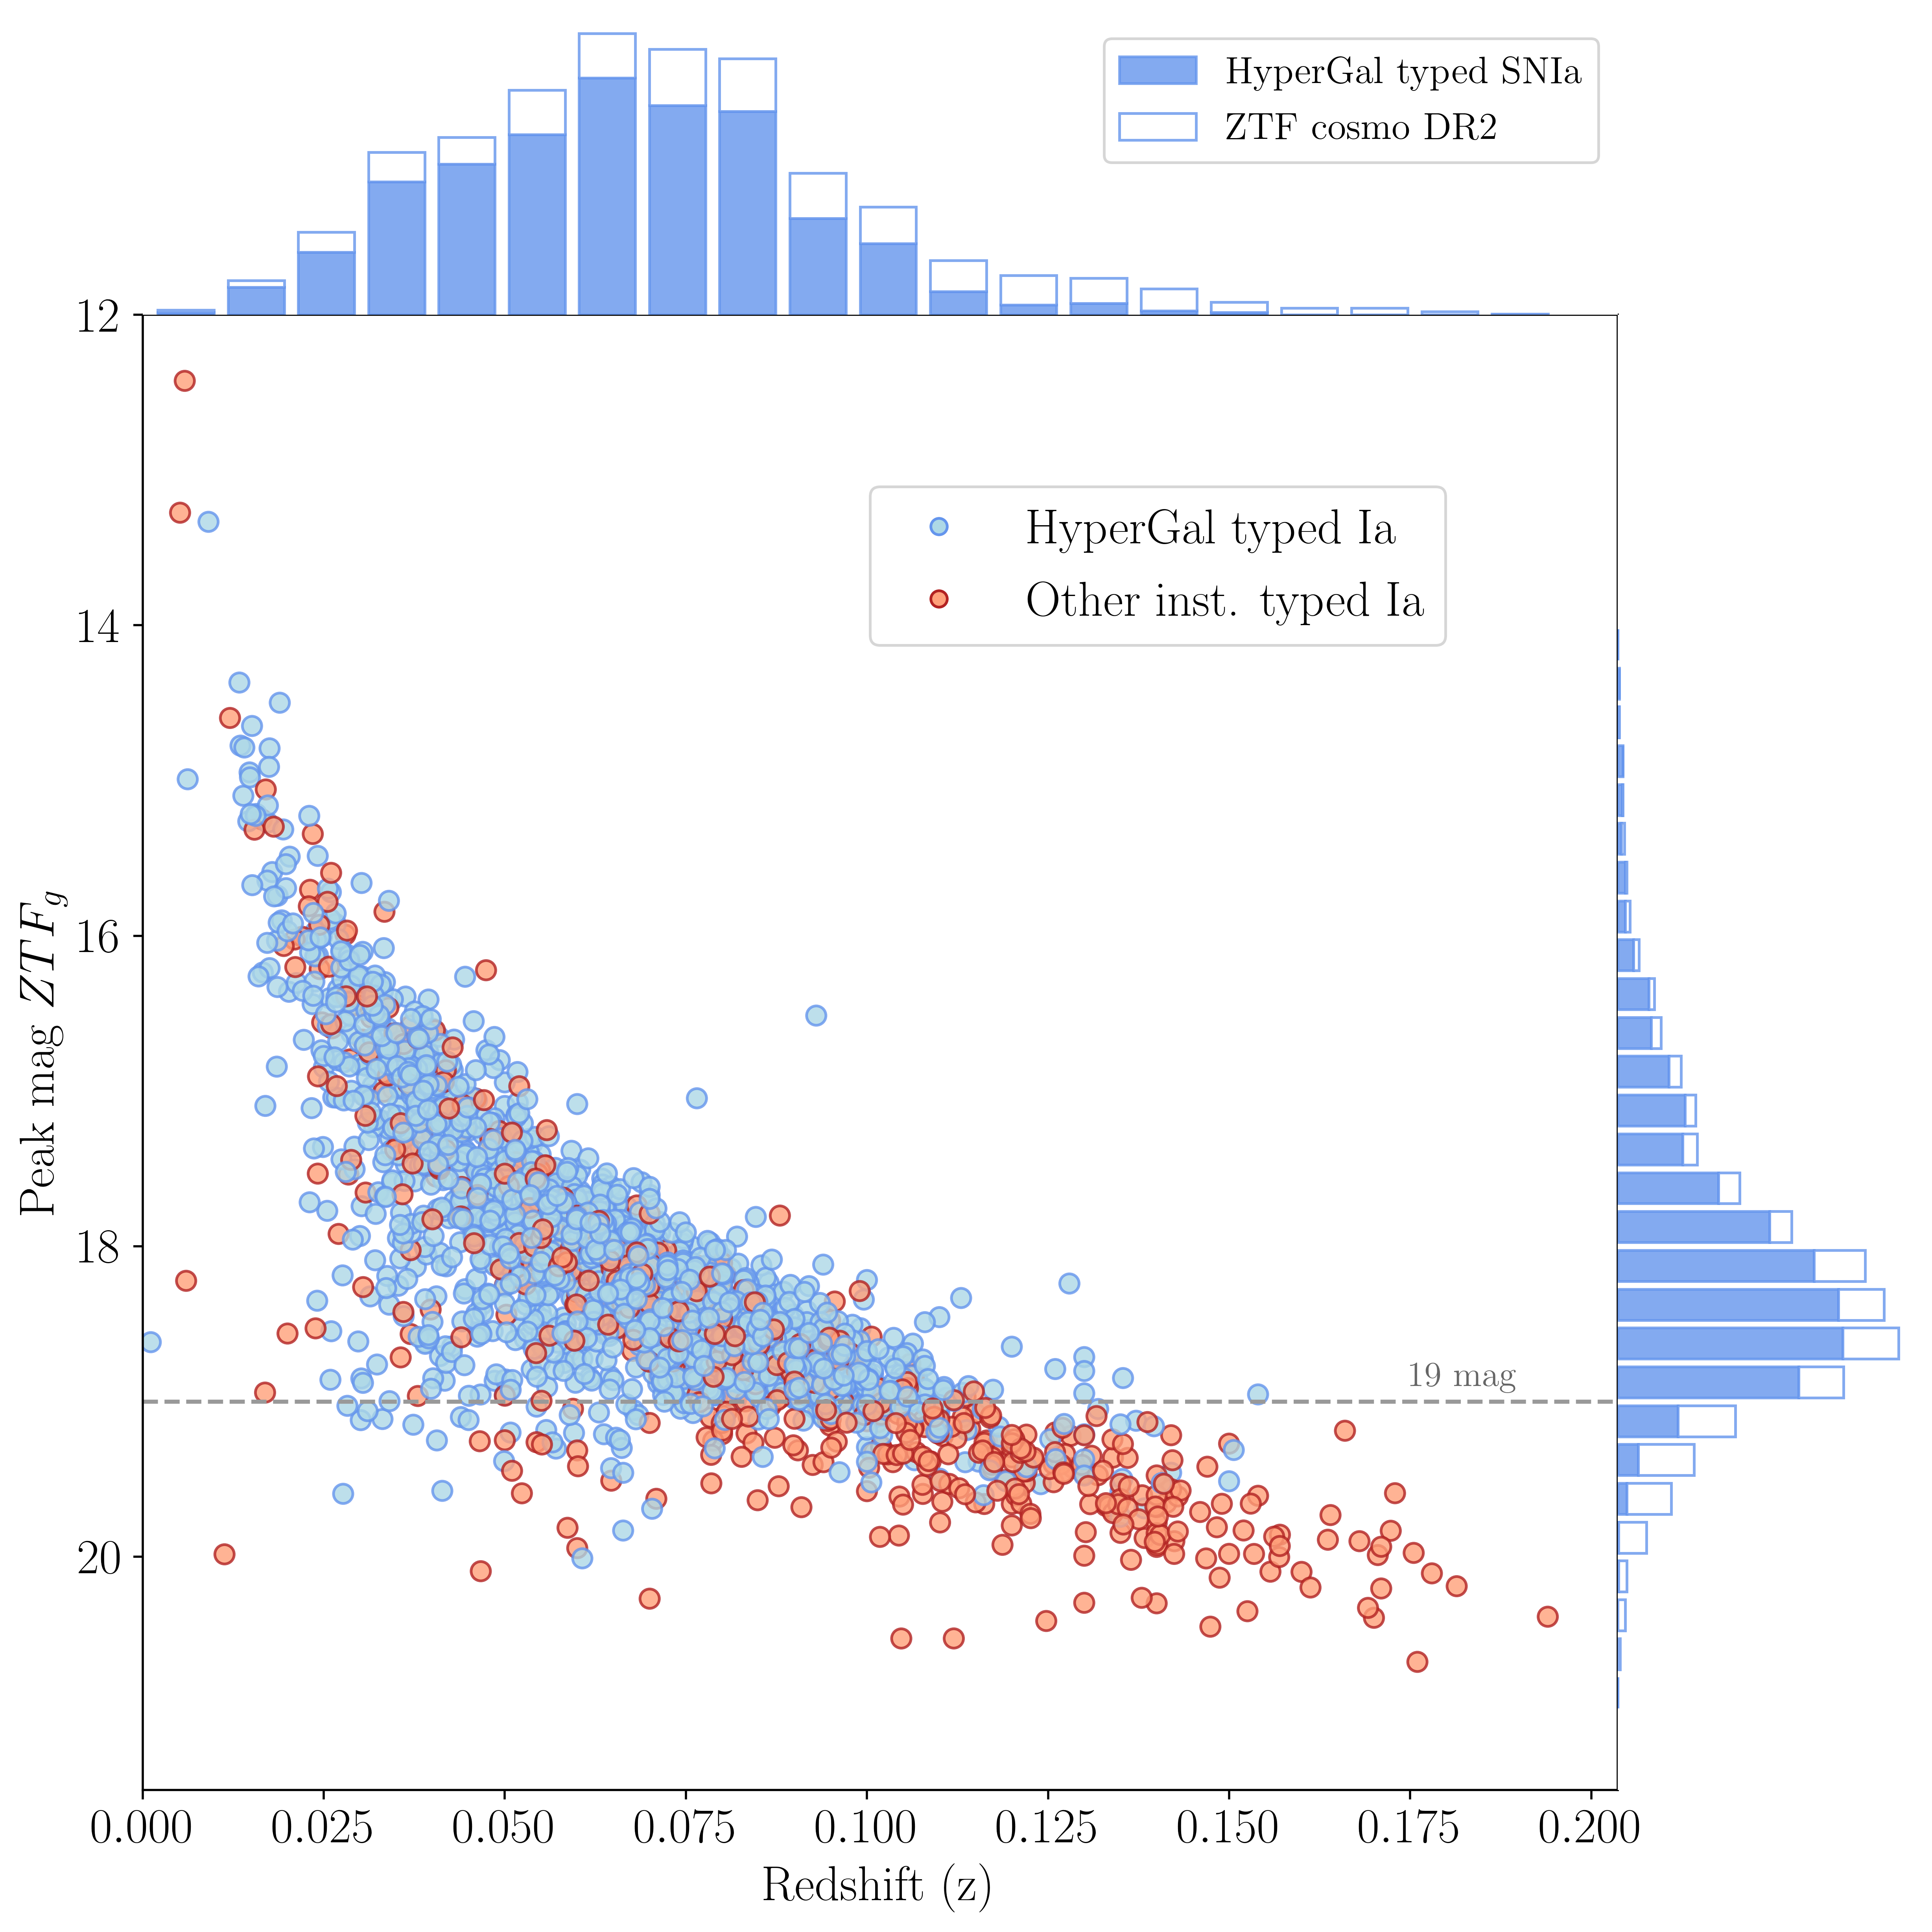 HyperGal typed SNIa
ZTF cosmo DR2
12
14
16
18
20
Peak mag ZTF_g
HyperGal typed Ia
Other inst. typed Ia
19 mag
0.000 0.025 0.050 0.075 0.100 0.125 0.150 0.175 0.200
Redshift (z)